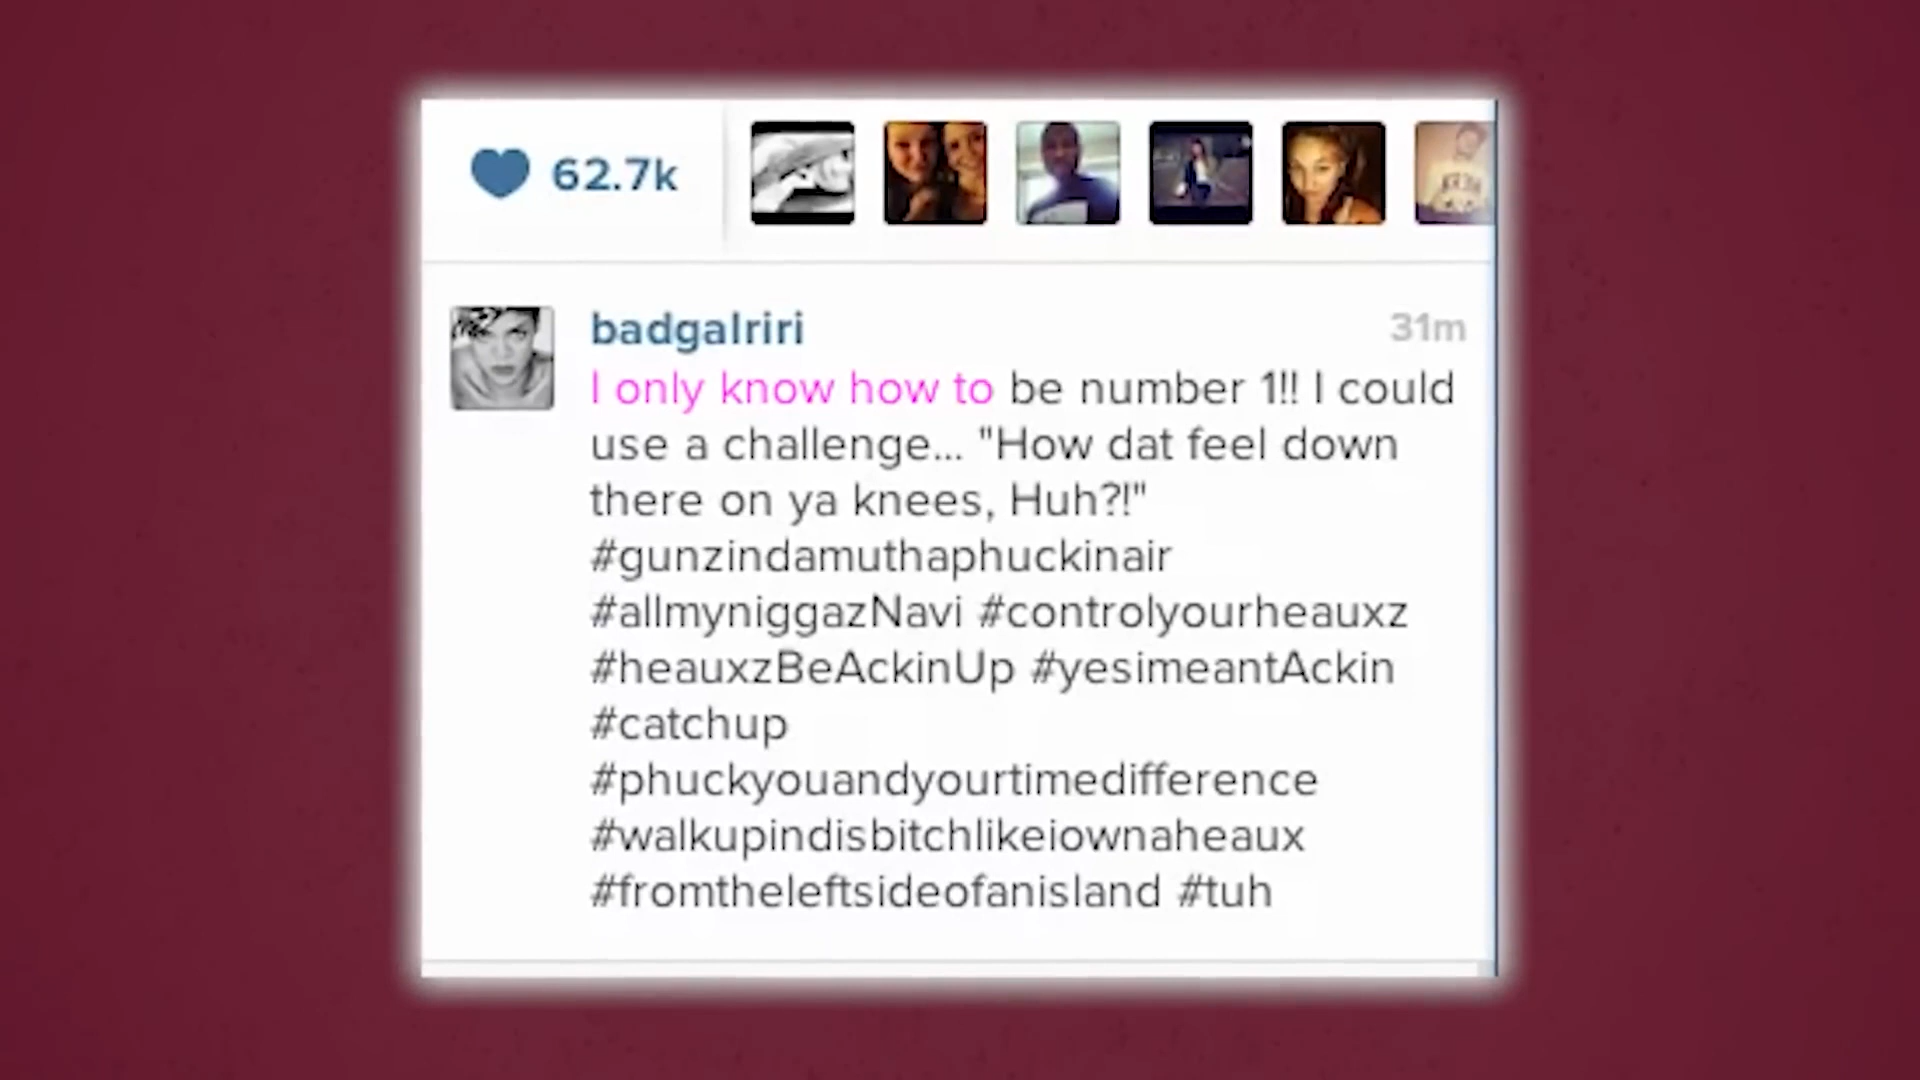 62.7k
badgalriri
31m
I only know how to be number 1!! I could
use a challenge... "How dat feel down
there on ya knees, Huh?!"
#gunzindamuthaphuckinair
#allmyniggazNavi #controlyourheauxz
#heauxzBeAckinUp #yesimeantAckin
#catchup
#phuckyouandyourtimedifference
#walkupindisbitchlikeiownaheaux
#fromtheleftsideofanisland #tuh